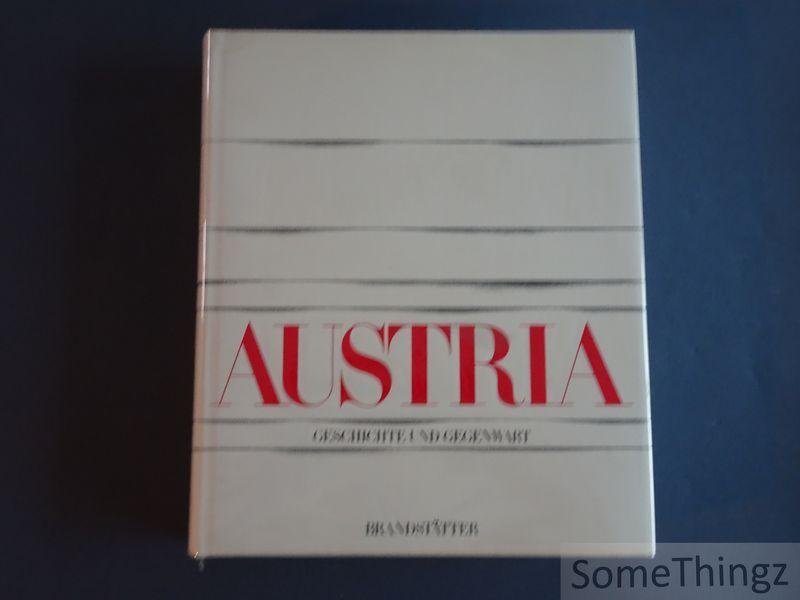 AUSTRIA
GESCHICHTE UND GEGENWART
BRANDSTÄTTER
SomeThingz